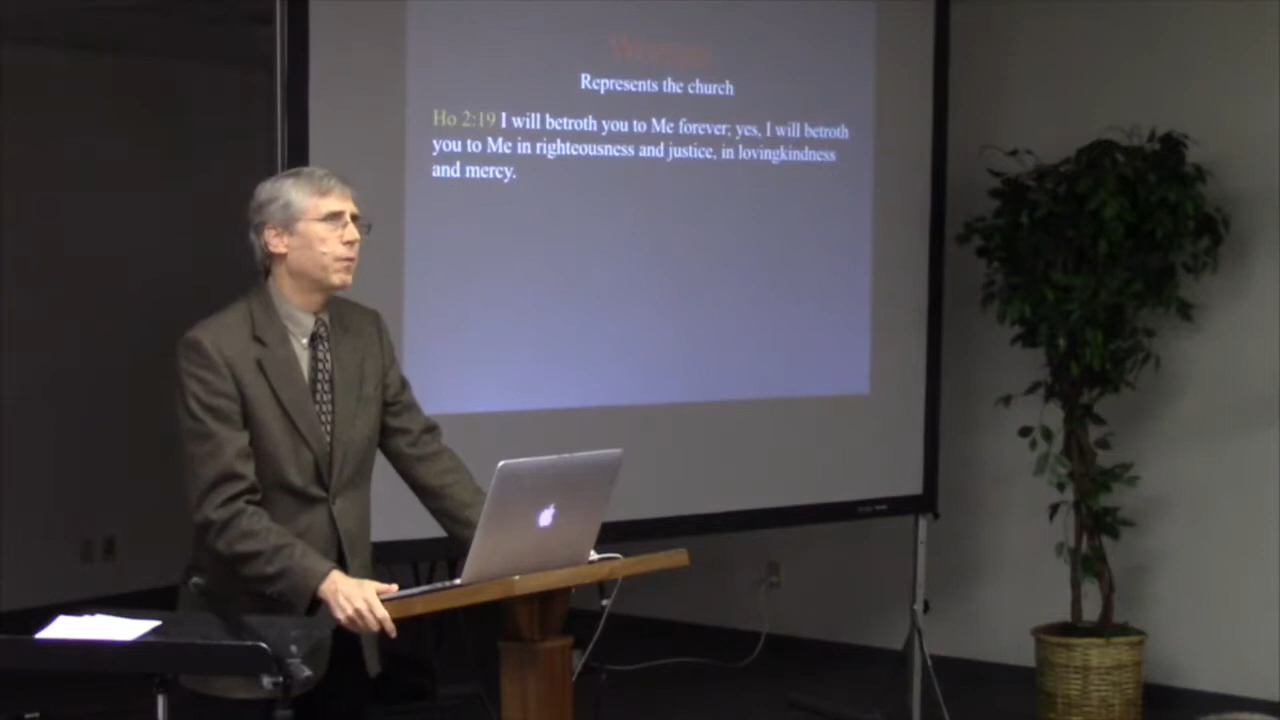 Represents the church
Ho 2:19 I will betroth you to Me forever; yes, I will betroth
you to Me in righteousness and justice, in lovingkindness
and mercy.